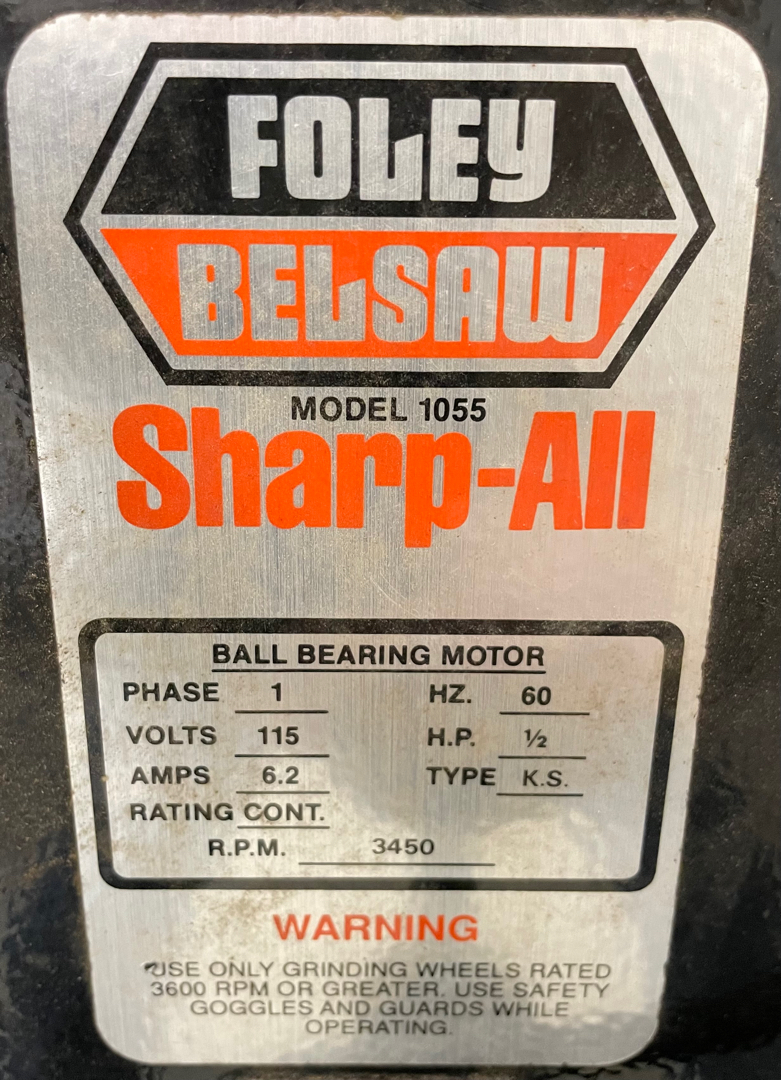 FOLEY
BELSAW
MODEL 1055
Sharp-All
BALL BEARING MOTOR
PHASE 1 HZ. 60
VOLTS 115 H.P. ½
AMPS 6.2 TYPE K.S.
RATING CONT.
R.P.M. 3450
WARNING
USE ONLY GRINDING WHEELS RATED
3600 RPM OR GREATER. USE SAFETY
GOGGLES AND GUARDS WHILE
OPERATING.